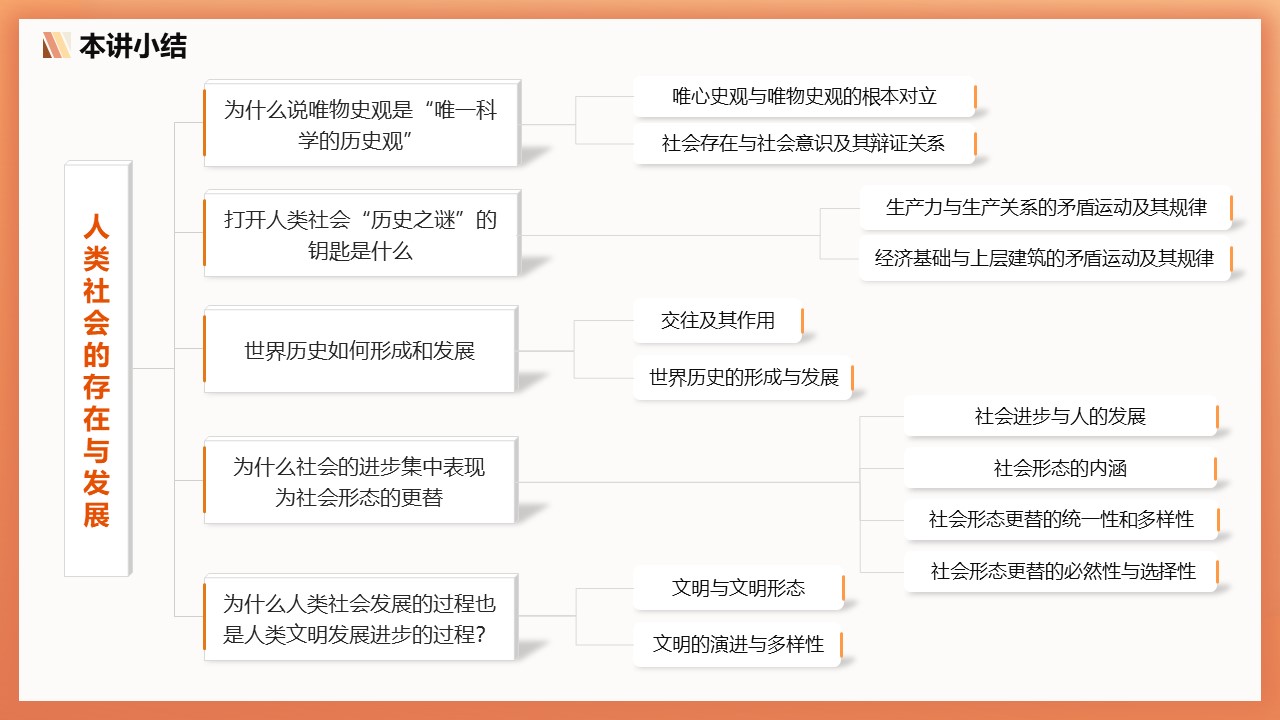 本讲小结
人类社会的存在与发展
为什么说唯物史观是“唯一科
学的历史观”
唯心史观与唯物史观的根本对立
社会存在与社会意识及其辩证关系
打开人类社会“历史之谜”的
钥匙是什么
生产力与生产关系的矛盾运动及其规律
经济基础与上层建筑的矛盾运动及其规律
世界历史如何形成和发展
交往及其作用
世界历史的形成与发展
为什么社会的进步集中表现
为社会形态的更替
社会进步与人的发展
社会形态的内涵
社会形态更替的统一性和多样性
社会形态更替的必然性与选择性
为什么人类社会发展的过程也
是人类文明发展进步的过程?
文明与文明形态
文明的演进与多样性